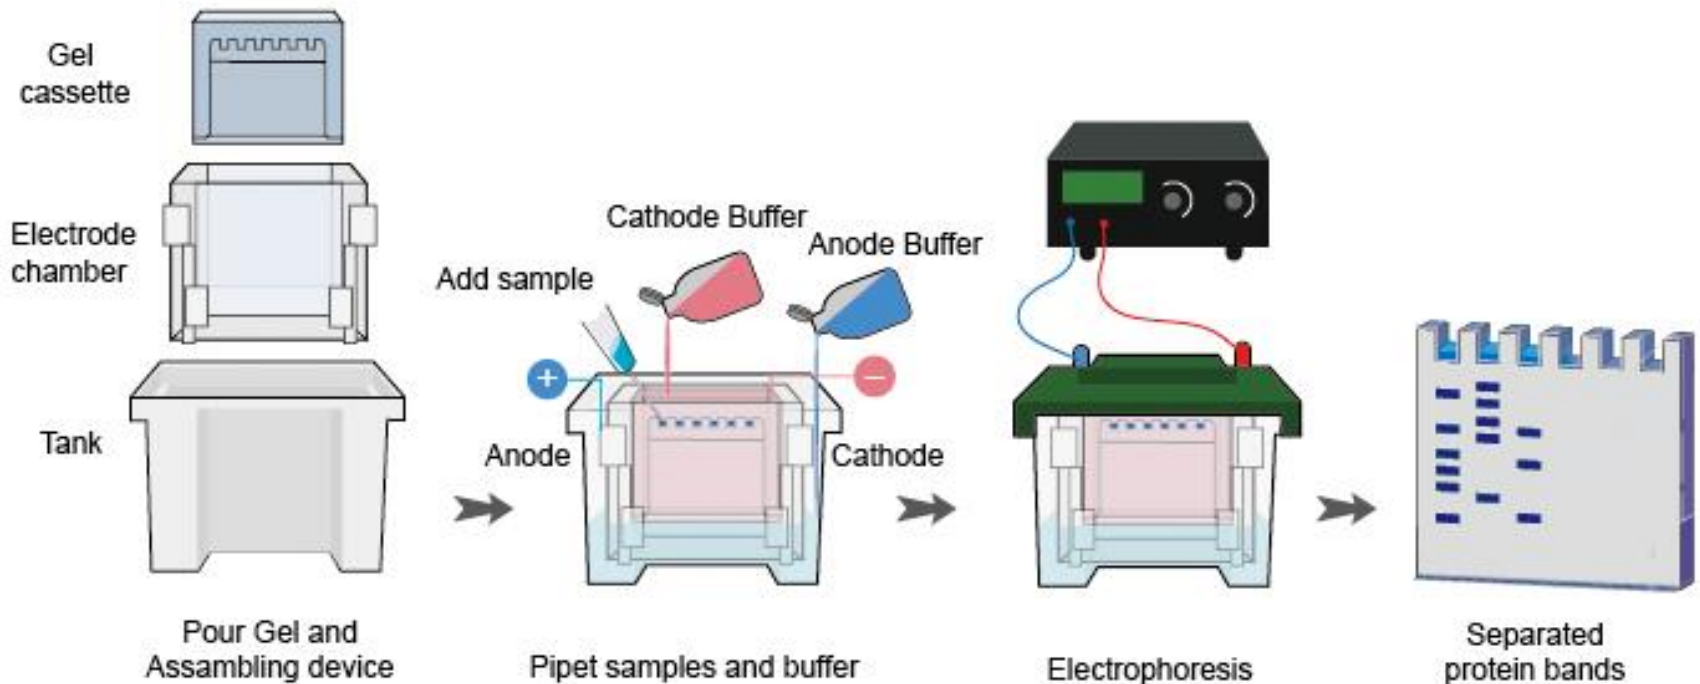 Gel
cassette
Electrode
chamber
Tank
Pour Gel and
Assambling device
Cathode Buffer
Anode Buffer
Add sample
+
−
Anode
Cathode
Pipet samples and buffer
Electrophoresis
Separated
protein bands